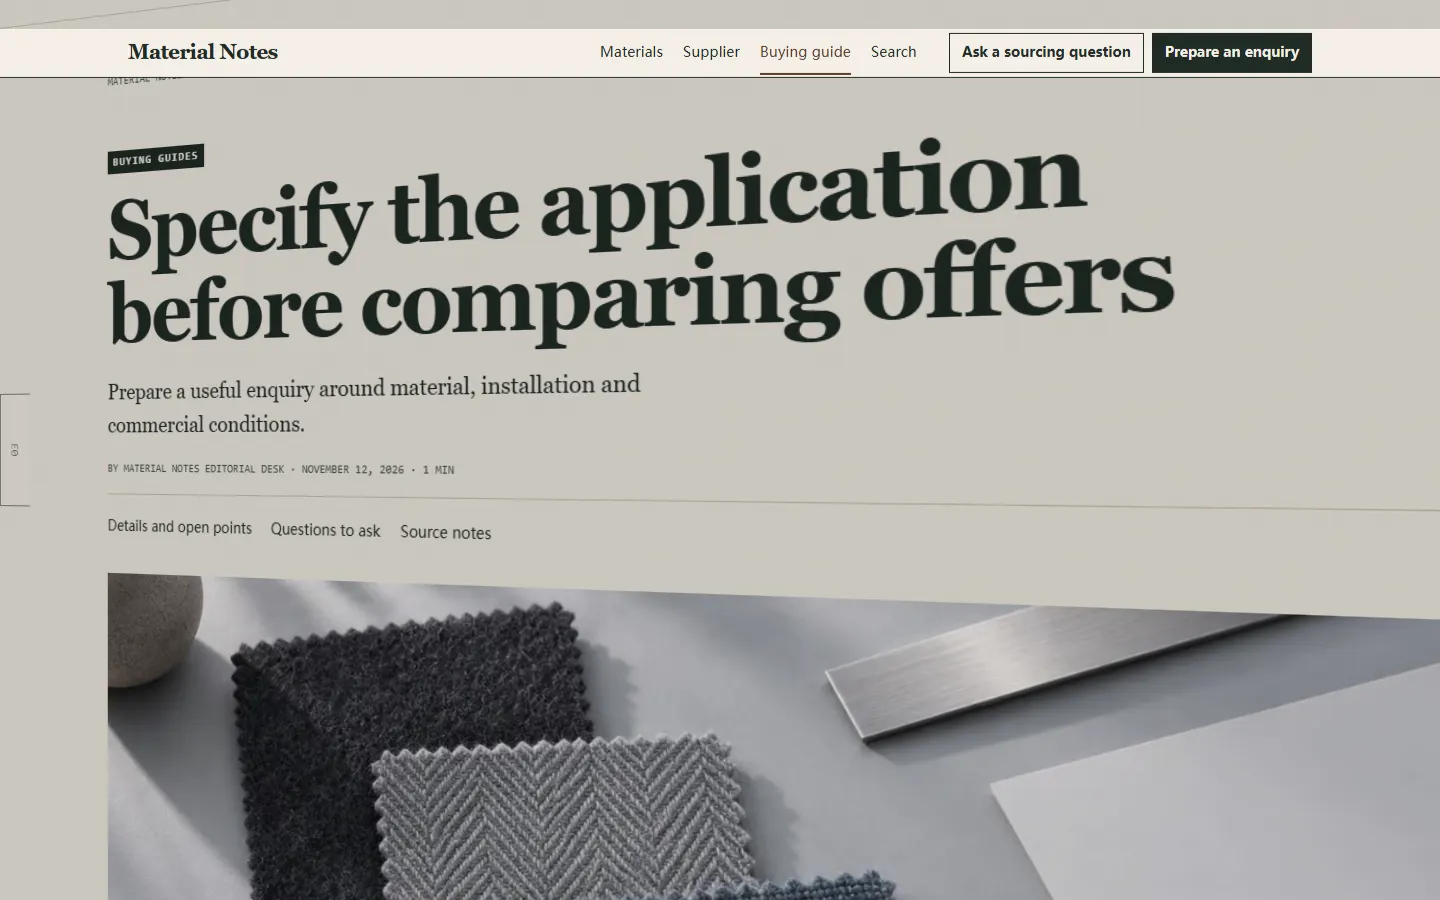 Material Notes
Materials
Supplier
Buying guide
Search
Ask a sourcing question
Prepare an enquiry
BUYING GUIDES
Specify the application
before comparing offers
Prepare a useful enquiry around material, installation and
commercial conditions.
BY MATERIAL NOTES EDITORIAL DESK · NOVEMBER 12, 2026 · 1 MIN
Details and open points
Questions to ask
Source notes
03